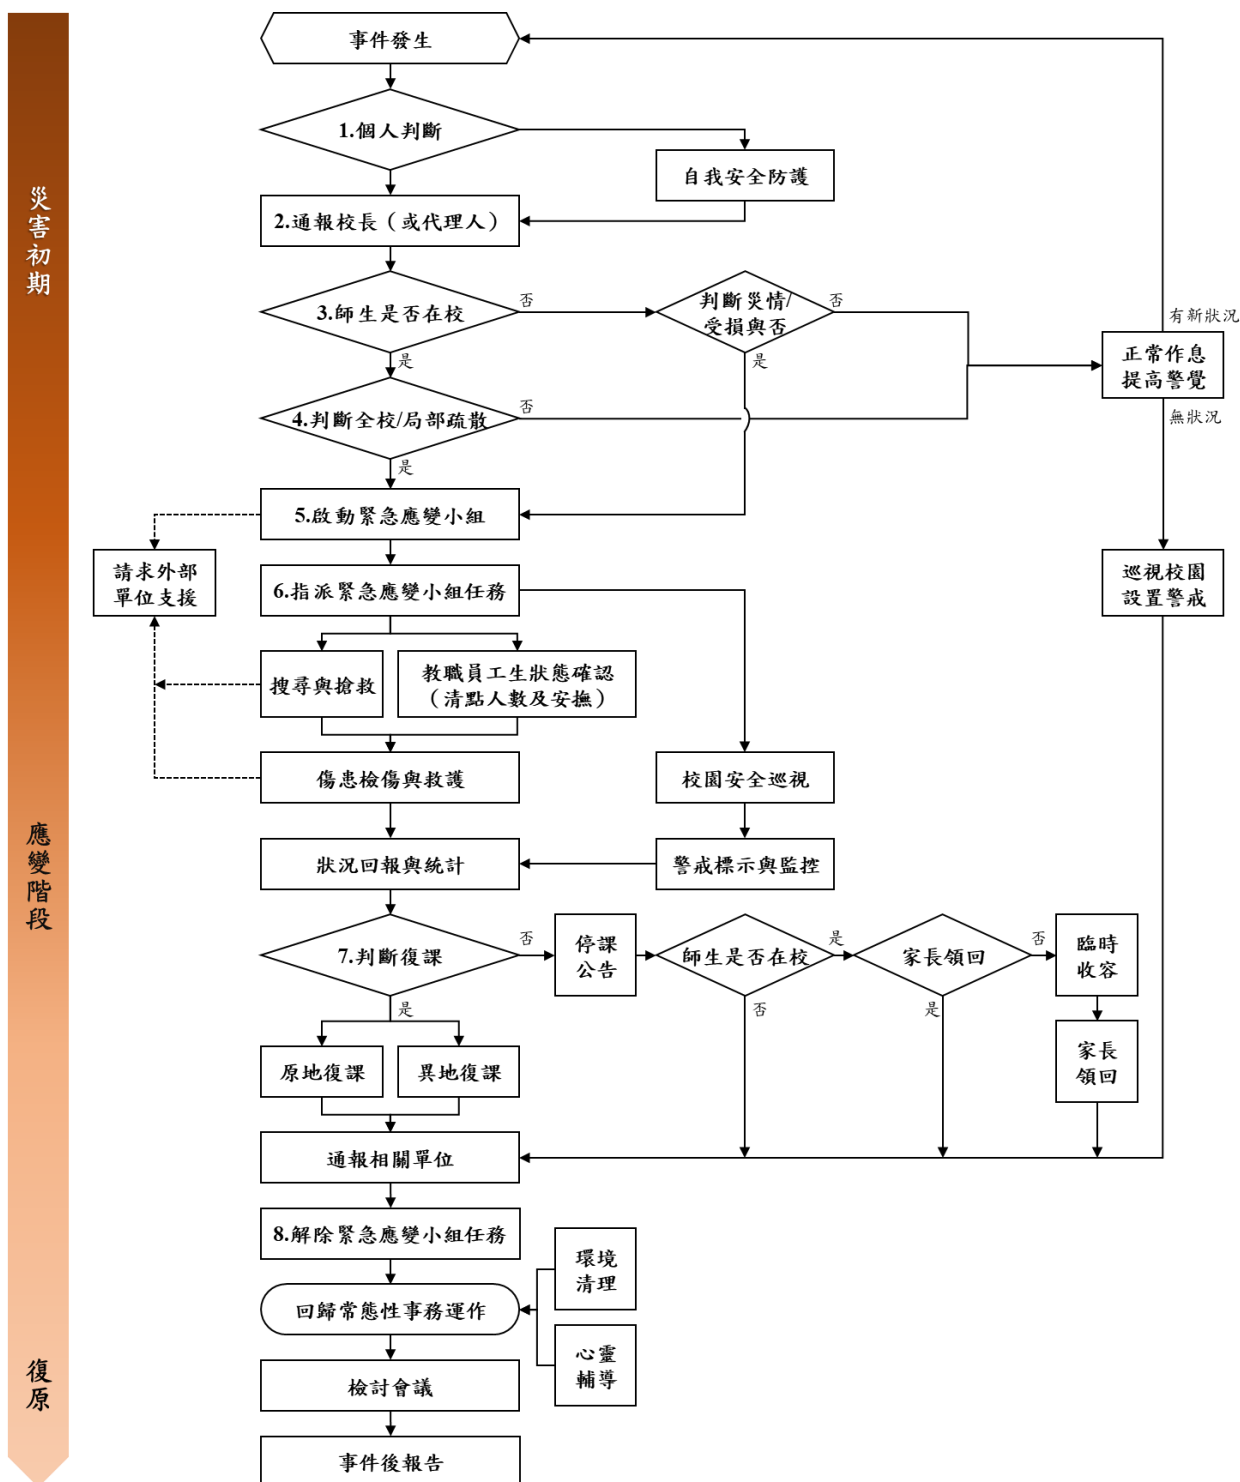 事件發生
1.個人判斷
自我安全防護
2.通報校長（或代理人）
災害初期
3.師生是否在校
否
判斷災情/
受損與否
否
有新狀況
正常作息
提高警覺
是
是
無狀況
4.判斷全校/局部疏散
否
是
5.啟動緊急應變小組
請求外部
單位支援
6.指派緊急應變小組任務
巡視校園
設置警戒
搜尋與搶救
教職員工生狀態確認
（清點人數及安撫）
傷患檢傷與救護
校園安全巡視
應變階段
狀況回報與統計
警戒標示與監控
7.判斷復課
否
停課
公告
師生是否在校
是
家長領回
否
臨時
收容
是
否
是
原地復課
異地復課
家長
領回
通報相關單位
8.解除緊急應變小組任務
環境
清理
回歸常態性事務運作
心靈
輔導
復原
檢討會議
事件後報告